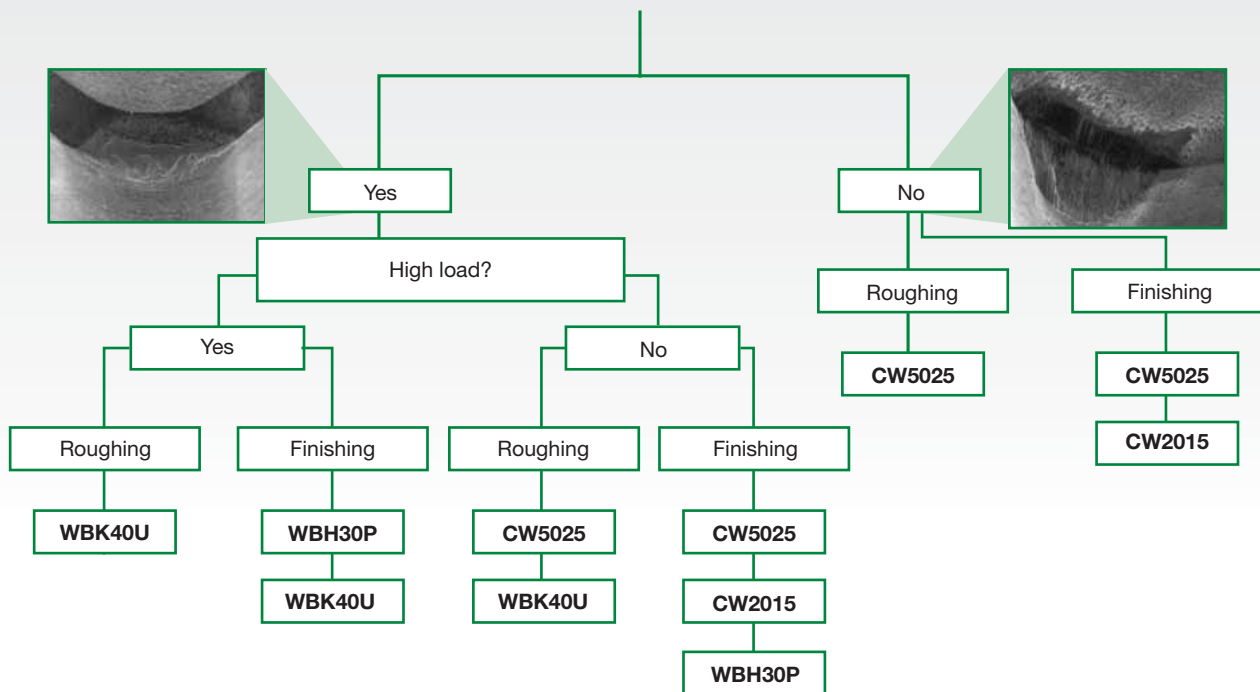 Yes
No
High load?
Roughing
Finishing
Yes
No
CW5025
CW5025
CW2015
Roughing
Finishing
Roughing
Finishing
WBK40U
WBH30P
CW5025
CW5025
WBK40U
WBK40U
CW2015
WBH30P